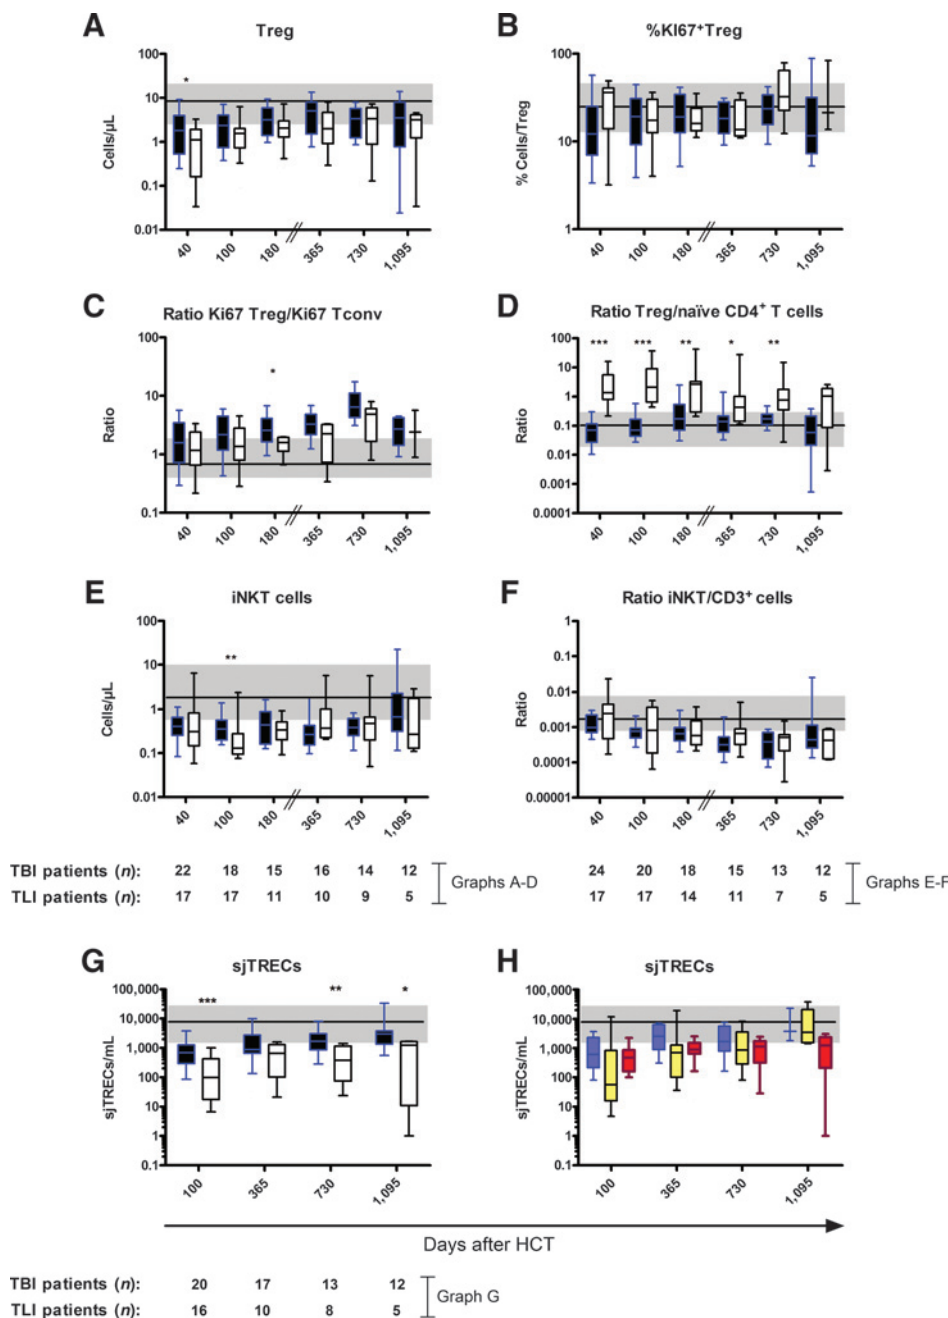 A Treg
100
10
1
0.1
0.01
Cells/µL
*
40 100 180 365 730 1,095
B %KI67+Treg
100
10
1
% Cells/Treg
40 100 180 365 730 1,095
C Ratio Ki67 Treg/Ki67 Tconv
100
10
1
0.1
Ratio
*
40 100 180 365 730 1,095
D Ratio Treg/naïve CD4+ T cells
100
10
1
0.1
0.01
0.001
0.0001
Ratio
*** *** ** * **
40 100 180 365 730 1,095
E iNKT cells
100
10
1
0.1
0.01
Cells/µL
**
40 100 180 365 730 1,095
F Ratio iNKT/CD3+ cells
1
0.1
0.01
0.001
0.0001
0.00001
Ratio
40 100 180 365 730 1,095
TBI patients (n): 22 18 15 16 14 12
TLI patients (n): 17 17 11 10 9 5
Graphs A-D
24 20 18 15 13 12
17 17 14 11 7 5
Graphs E-F
G sjTRECs
100,000
10,000
1,000
100
10
1
0.1
sjTRECs/mL
*** ** *
100 365 730 1,095
H sjTRECs
100,000
10,000
1,000
100
10
1
0.1
sjTRECs/mL
100 365 730 1,095
Days after HCT
TBI patients (n): 20 17 13 12
TLI patients (n): 16 10 8 5
Graph G